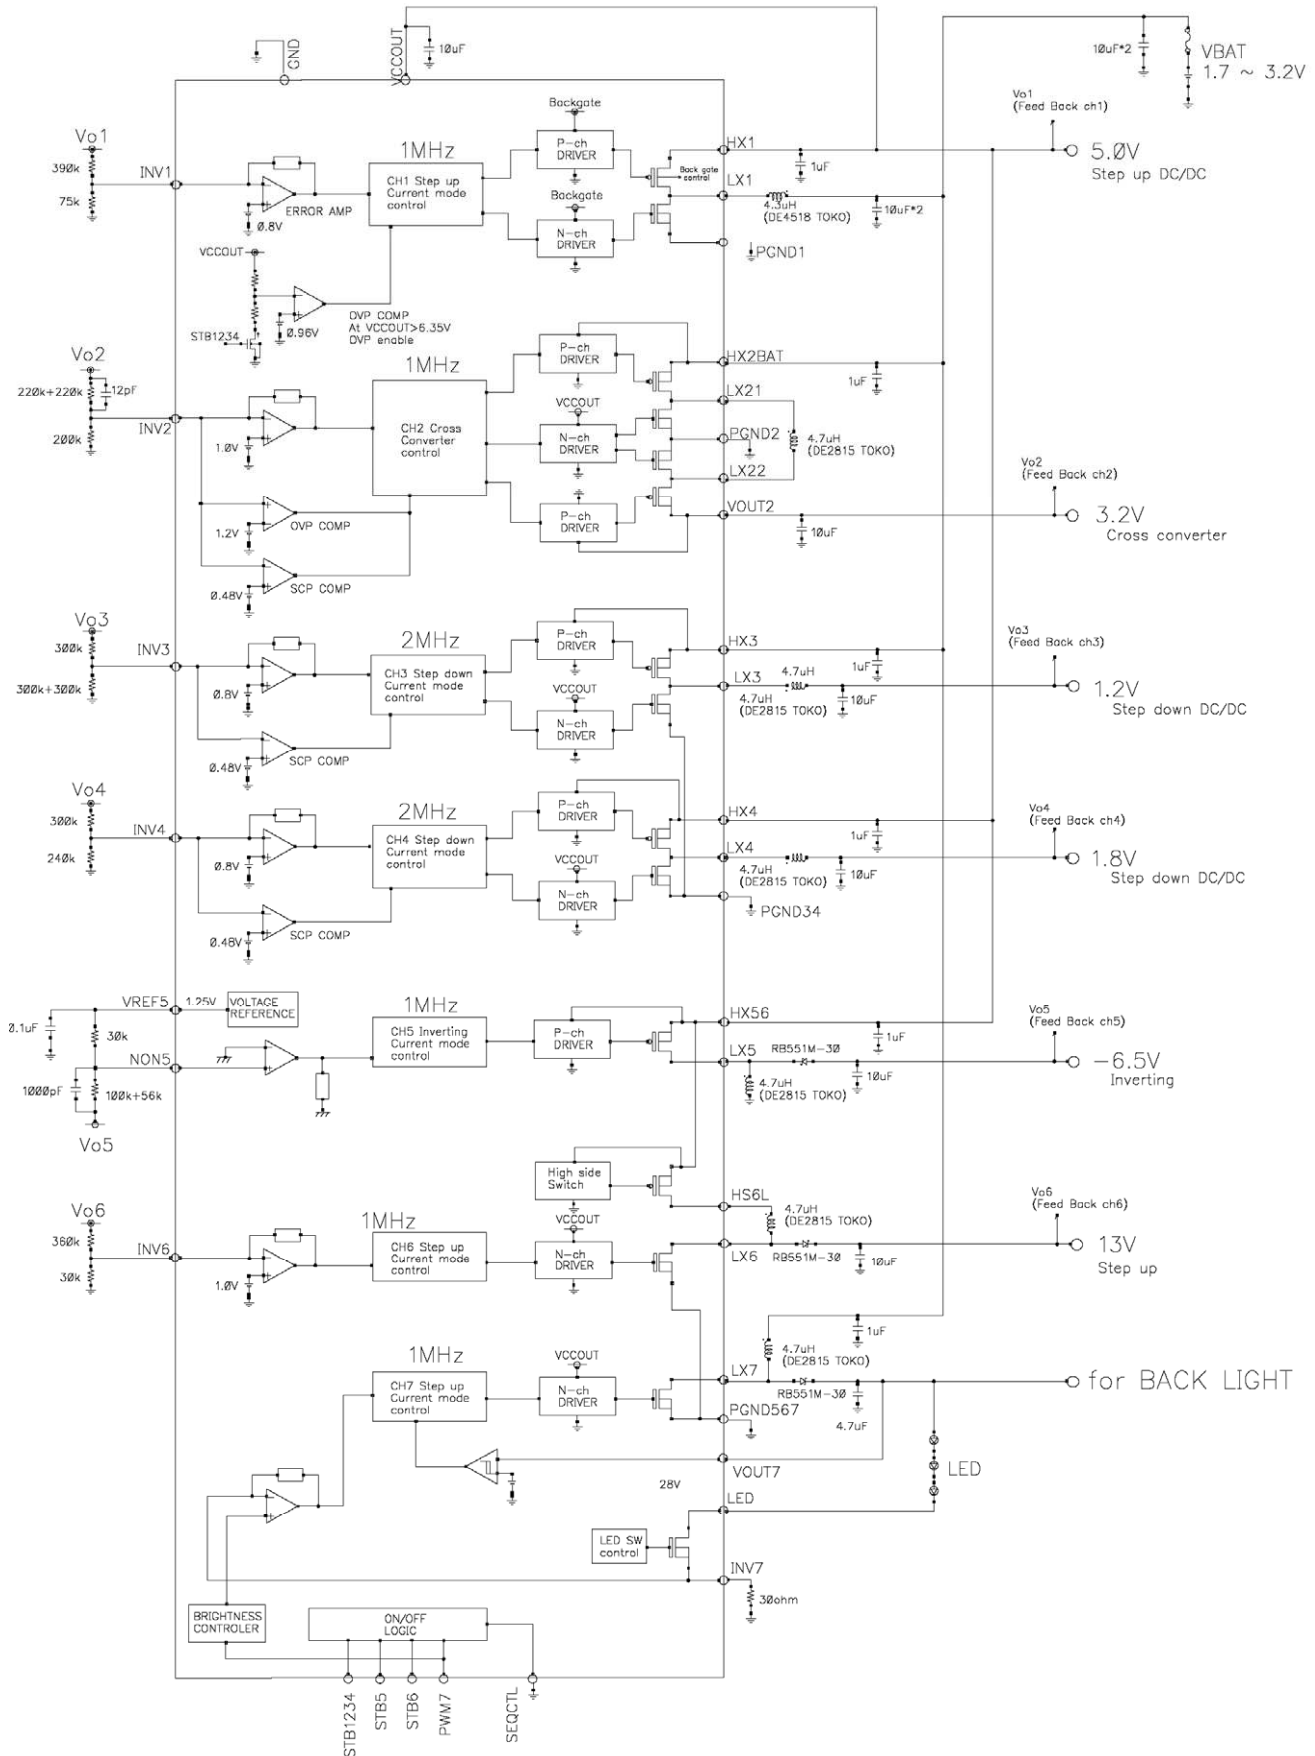 GND
VCCOUT
10uF
10uF*2
VBAT
1.7 ~ 3.2V
Vo1
(Feed Back ch1)
Backgate
Vo1
390k
75k
INV1
1MHz
CH1 Step up
Current mode
control
P-ch
DRIVER
HX1
1uF
5.0V
Step up DC/DC
Back gate
control
LX1
4.3uH
(DE4518 TOKO)
10uF*2
ERROR AMP
0.8V
Backgate
N-ch
DRIVER
PGND1
VCCOUT
STB1234
0.96V
OVP COMP
At VCCOUT>6.35V
OVP enable
Vo2
220k+220k
12pF
200k
INV2
1MHz
CH2 Cross
Converter
control
1.0V
P-ch
DRIVER
VCCOUT
N-ch
DRIVER
P-ch
DRIVER
HX2BAT
1uF
LX21
PGND2
4.7uH
(DE2815 TOKO)
LX22
VOUT2
10uF
Vo2
(Feed Back ch2)
3.2V
Cross converter
OVP COMP
1.2V
SCP COMP
0.48V
Vo3
300k
300k+300k
INV3
2MHz
CH3 Step down
Current mode
control
0.8V
SCP COMP
0.48V
P-ch
DRIVER
VCCOUT
N-ch
DRIVER
HX3
1uF
LX3
4.7uH
4.7uH
(DE2815 TOKO)
10uF
Vo3
(Feed Back ch3)
1.2V
Step down DC/DC
Vo4
300k
240k
INV4
2MHz
CH4 Step down
Current mode
control
0.8V
SCP COMP
0.48V
P-ch
DRIVER
VCCOUT
N-ch
DRIVER
HX4
1uF
LX4
4.7uH
(DE2815 TOKO)
10uF
PGND34
Vo4
(Feed Back ch4)
1.8V
Step down DC/DC
VREF5
1.25V
VOLTAGE
REFERENCE
0.1uF
30k
NON5
1000pF
100k+56k
Vo5
1MHz
CH5 Inverting
Current mode
control
P-ch
DRIVER
HX56
1uF
LX5
RB551M-30
4.7uH
(DE2815 TOKO)
10uF
Vo5
(Feed Back ch5)
-6.5V
Inverting
High side
Switch
HS6L
4.7uH
(DE2815 TOKO)
Vo6
360k
30k
INV6
1MHz
CH6 Step up
Current mode
control
1.0V
VCCOUT
N-ch
DRIVER
LX6
RB551M-30
10uF
Vo6
(Feed Back ch6)
13V
Step up
1uF
4.7uH
(DE2815 TOKO)
1MHz
CH7 Step up
Current mode
control
VCCOUT
N-ch
DRIVER
LX7
RB551M-30
4.7uF
for BACK LIGHT
PGND567
VOUT7
28V
LED
LED
LED SW
control
INV7
30ohm
BRIGHTNESS
CONTROLER
ON/OFF
LOGIC
STB1234
STB5
STB6
PWM7
SEQCTL